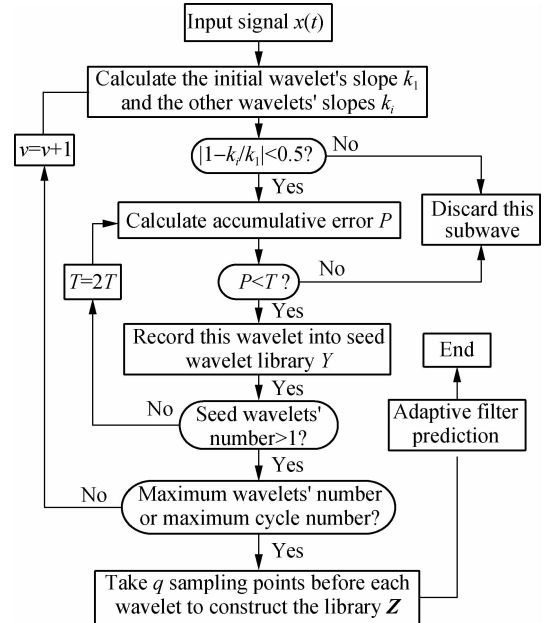 Input signal x(t)
Calculate the initial wavelet's slope k₁
and the other wavelets' slopes kᵢ
v=v+1
|1−kᵢ/k₁|<0.5?
No
Yes
Discard this
subwave
Calculate accumulative error P
T=2T
P<T ?
No
Yes
Record this wavelet into seed
wavelet library Y
End
Yes
No
Seed wavelets'
number>1?
Adaptive filter
prediction
Yes
No
Maximum wavelets' number
or maximum cycle number?
Yes
Take q sampling points before each
wavelet to construct the library Z